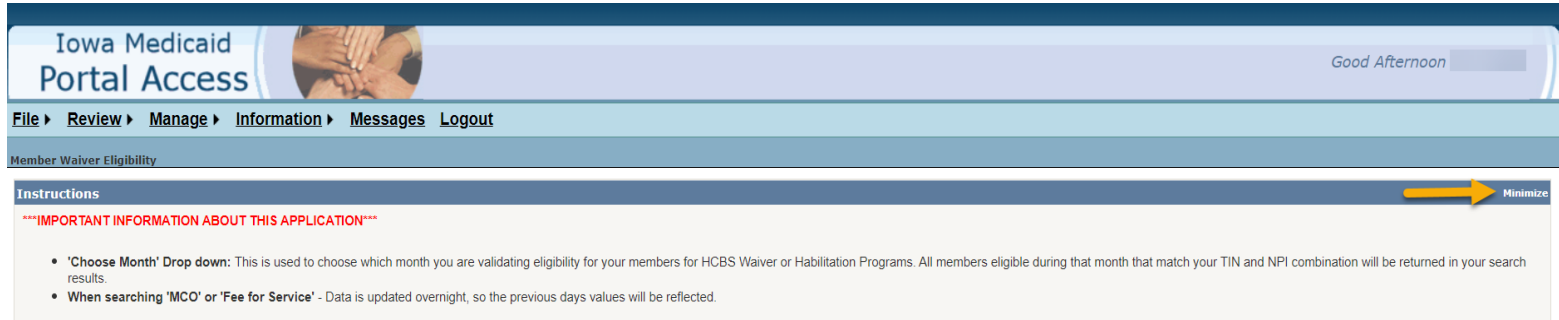 Iowa Medicaid
Portal Access
Good Afternoon
File Review Manage Information Messages Logout
Member Waiver Eligibility
Instructions Minimize
***IMPORTANT INFORMATION ABOUT THIS APPLICATION***
• 'Choose Month' Drop down: This is used to choose which month you are validating eligibility for your members for HCBS Waiver or Habilitation Programs. All members eligible during that month that match your TIN and NPI combination will be returned in your search
results.
• When searching 'MCO' or 'Fee for Service' - Data is updated overnight, so the previous days values will be reflected.